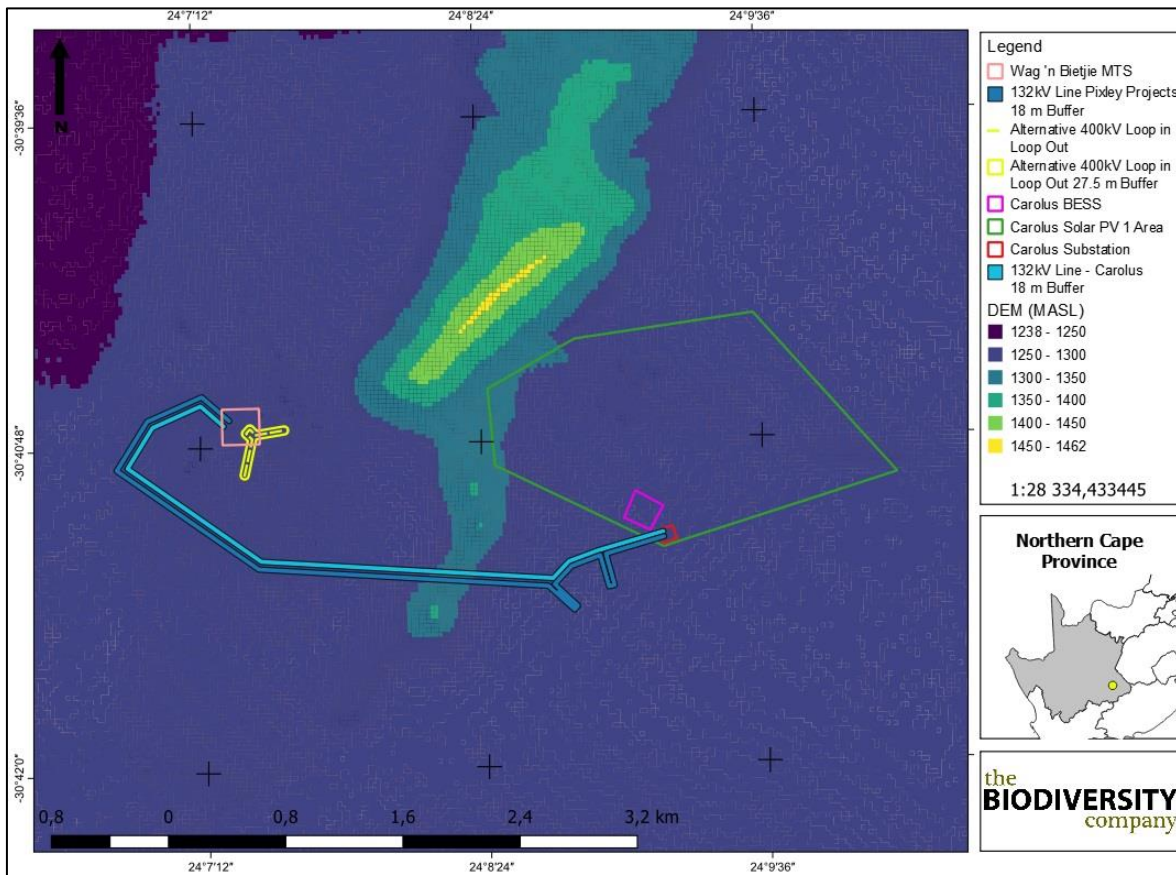 24°7'12" 24°8'24" 24°9'36"
N
-30°39'36"
-30°40'48"
-30°42'0"
0,8 0 0,8 1,6 2,4 3,2 km
24°7'12" 24°8'24" 24°9'36"
Legend
Wag 'n Bietjie MTS
132kV Line Pixley Projects
18 m Buffer
Alternative 400kV Loop in
Loop Out
Alternative 400kV Loop in
Loop Out 27.5 m Buffer
Carolus BESS
Carolus Solar PV 1 Area
Carolus Substation
132kV Line - Carolus
18 m Buffer
DEM (MASL)
1238 - 1250
1250 - 1300
1300 - 1350
1350 - 1400
1400 - 1450
1450 - 1462
1:28 334,433445
Northern Cape
Province
the
BIODIVERSITY
company